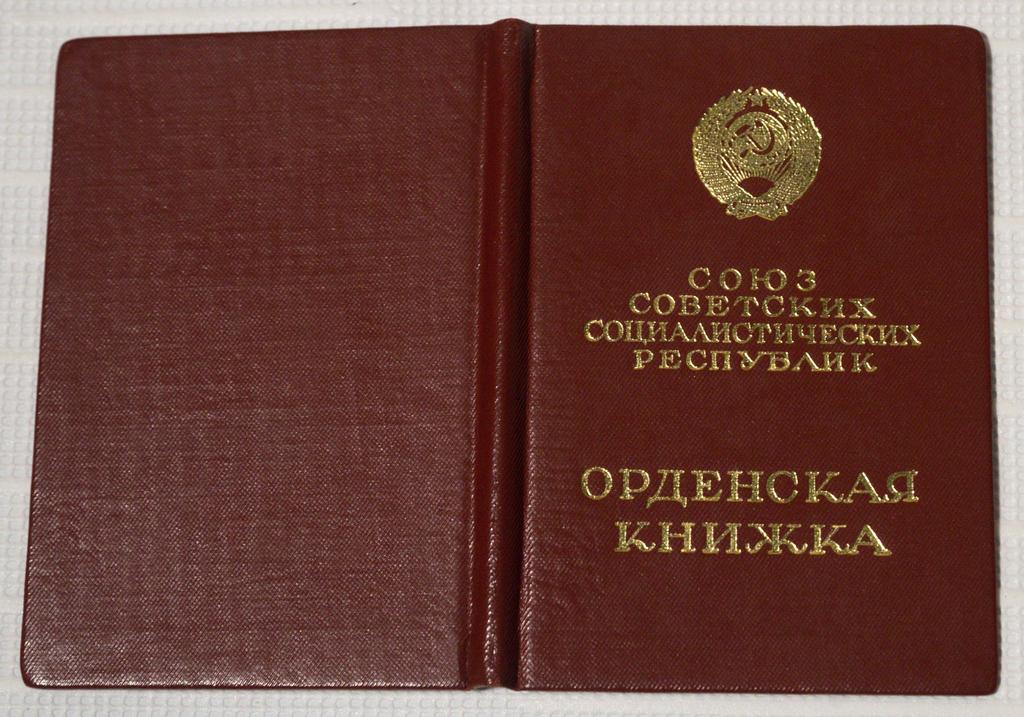 СОЮЗ
СОВЕТСКИХ
СОЦИАЛИСТИЧЕСКИХ
РЕСПУБЛИК
ОРДЕНСКАЯ
КНИЖКА